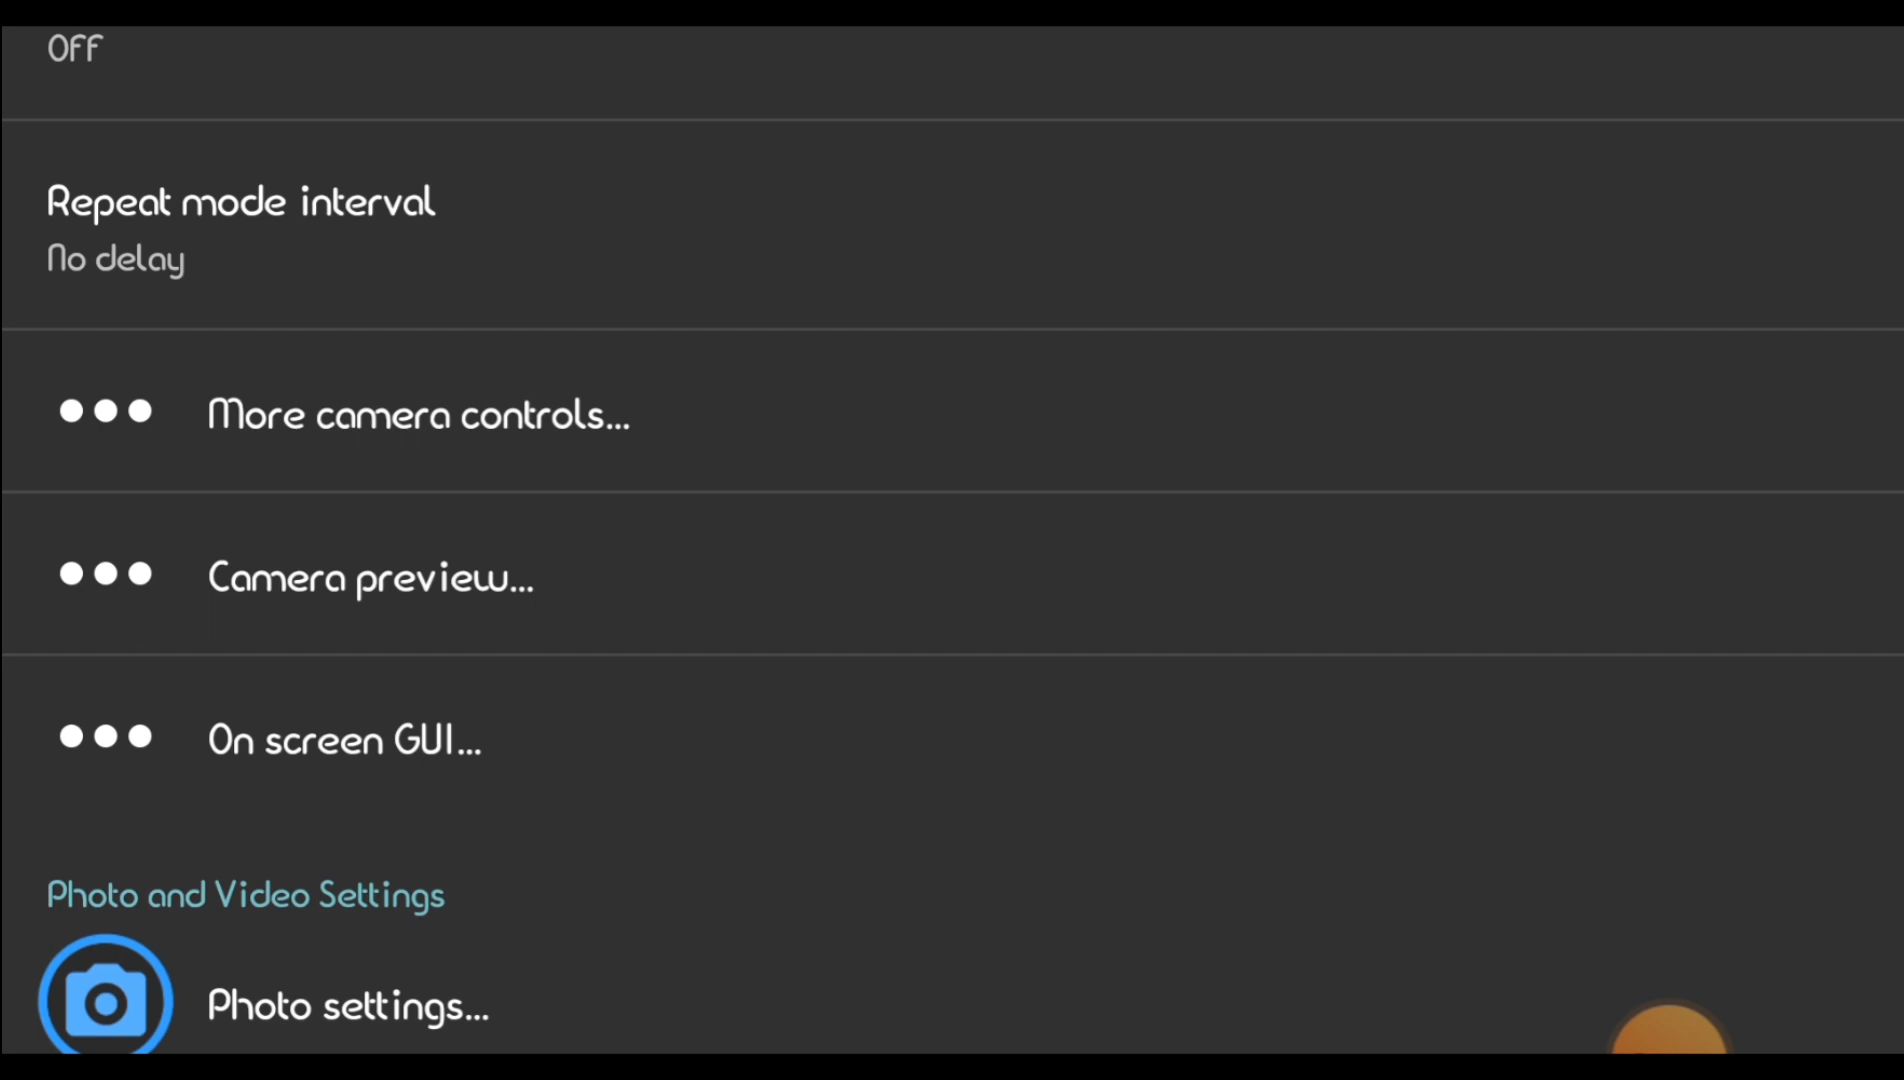 Off
Repeat mode interval
No delay
More camera controls...
Camera preview...
On screen GUI...
Photo and Video Settings
Photo settings...